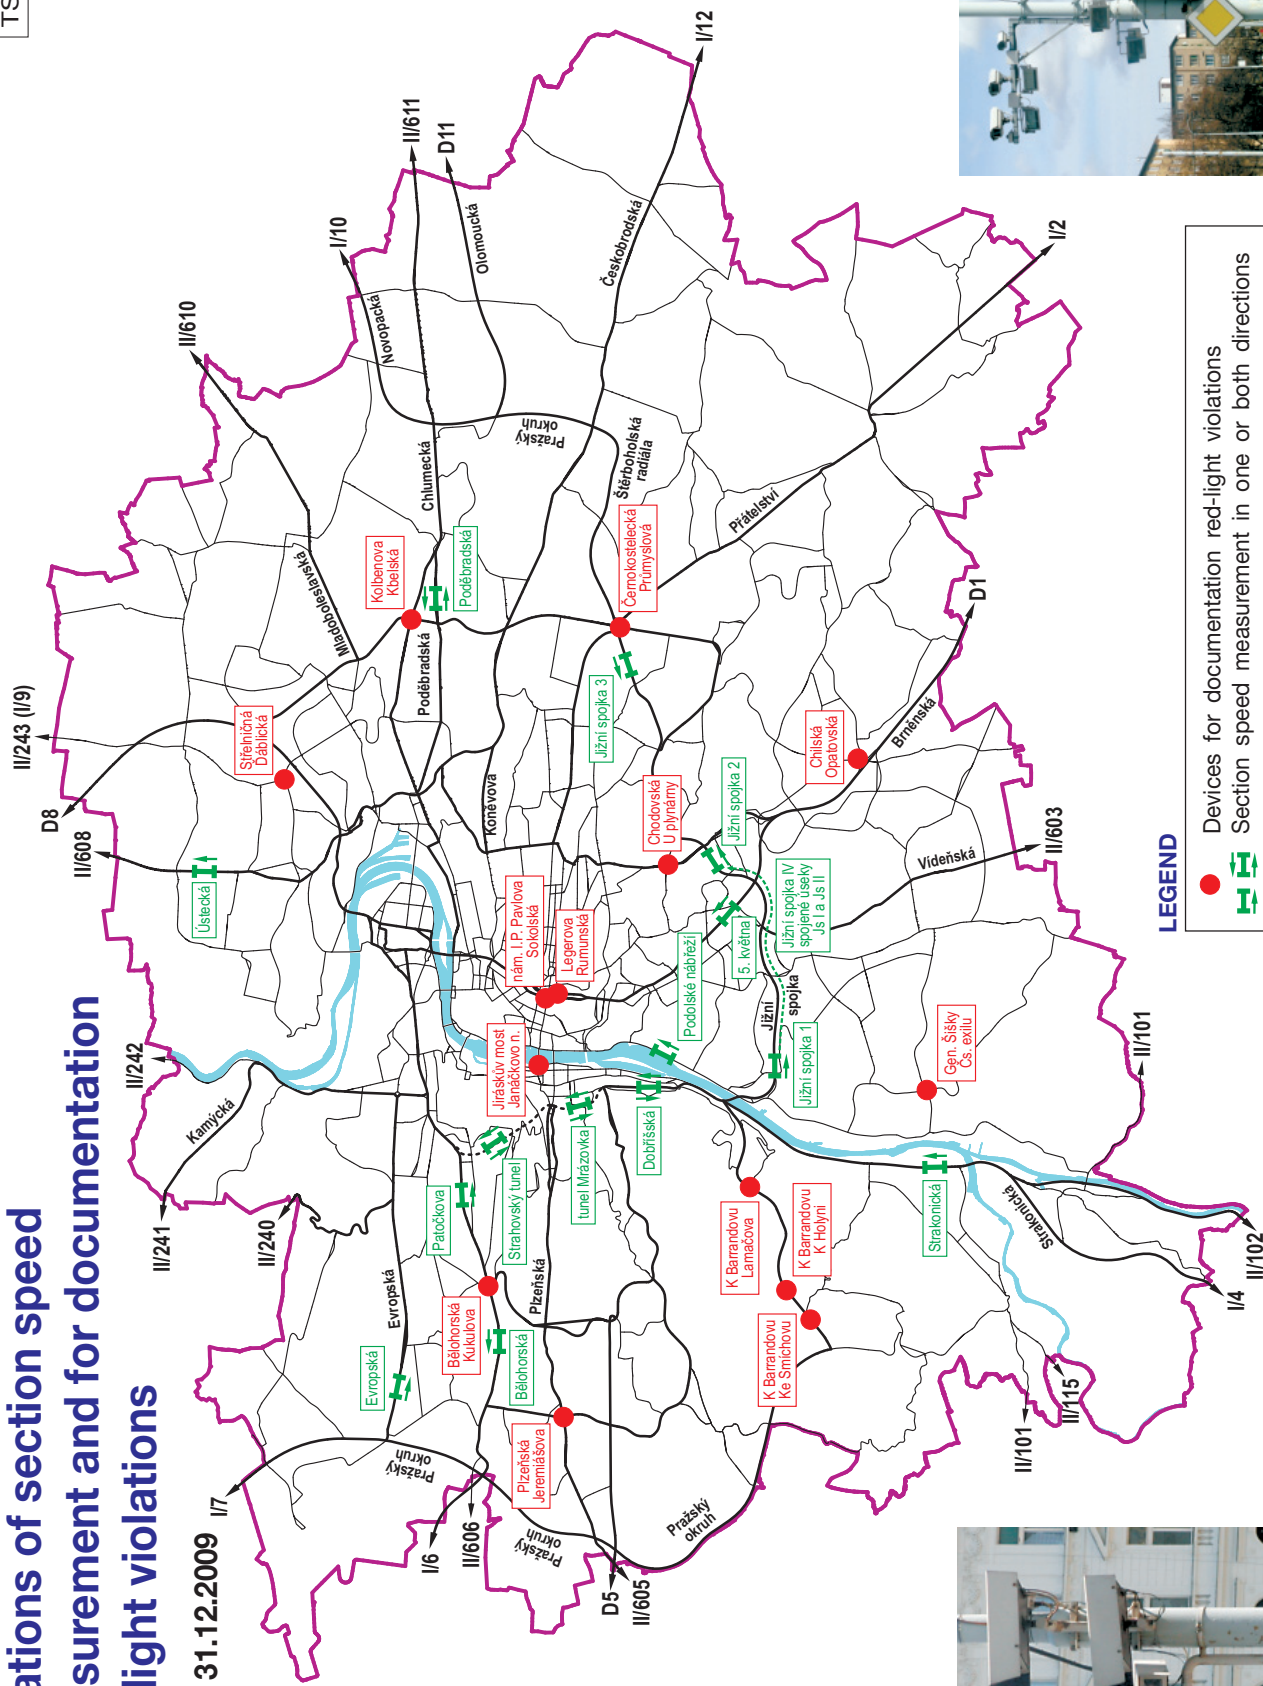 TS
ations of section speed
surement and for documentation
light violations
31.12.2009
I/7
I/6
II/606
D5
II/605
II/241
II/240
II/242
II/608
D8
II/243 (I/9)
II/610
I/10
II/611
D11
I/12
I/2
D1
II/603
II/101
II/102
I/4
II/115
II/101
Kamýcká
Evropská
Plzeňská
Pražský
okruh
Pražský
okruh
Pražský
okruh
Pražský
okruh
Mladoboleslavská
Novopacká
Chlumecká
Olomoucká
Českobrodská
Poděbradská
Koněvova
Štěrboholská
radiála
Přátelství
Brněnská
Vídeňská
Jižní
spojka
Strakonická
Střelničná
Ďáblická
Kolbenova
Kbelská
Černokostelecká
Průmyslová
Chodovská
U plynárny
Chilská
Opatovská
nám. I.P. Pavlova
Sokolská
Legerova
Rumunská
Jiráskův most
Janáčkovo n.
Gen. Šišky
Čs. exilu
K Barrandovu
Lamačova
K Barrandovu
K Holyni
K Barrandovu
Ke Smíchovu
Bělohorská
Kukulova
Plzeňská
Jeremiášova
Ústecká
Poděbradská
Jižní spojka 3
Jižní spojka 2
Jižní spojka IV
spojené úseky
Js I a Js II
5. května
Podolské nábřeží
Jižní spojka 1
Dobříšská
tunel Mrázovka
Strahovský tunel
Patočkova
Evropská
Bělohorská
Strakonická
LEGEND
Devices for documentation red-light violations
Section speed measurement in one or both directions